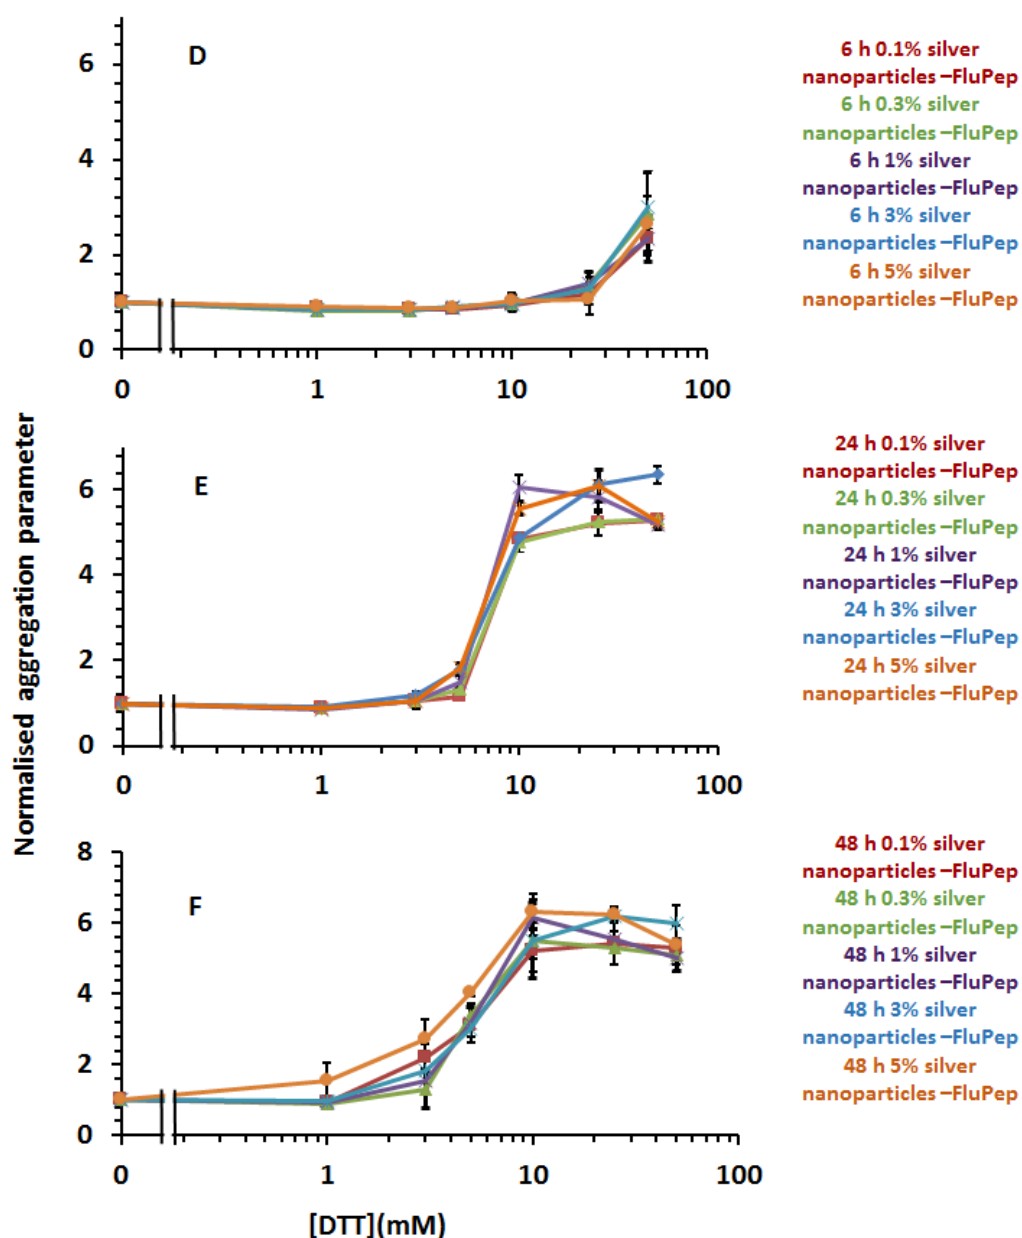 D
6
4
2
0
0 1 10 100
6 h 0.1% silver
nanoparticles –FluPep
6 h 0.3% silver
nanoparticles –FluPep
6 h 1% silver
nanoparticles –FluPep
6 h 3% silver
nanoparticles –FluPep
6 h 5% silver
nanoparticles –FluPep
Normalised aggregation parameter
E
6
4
2
0
0 1 10 100
24 h 0.1% silver
nanoparticles –FluPep
24 h 0.3% silver
nanoparticles –FluPep
24 h 1% silver
nanoparticles –FluPep
24 h 3% silver
nanoparticles –FluPep
24 h 5% silver
nanoparticles –FluPep
F
8
6
4
2
0
0 1 10 100
48 h 0.1% silver
nanoparticles –FluPep
48 h 0.3% silver
nanoparticles –FluPep
48 h 1% silver
nanoparticles –FluPep
48 h 3% silver
nanoparticles –FluPep
48 h 5% silver
nanoparticles –FluPep
[DTT](mM)